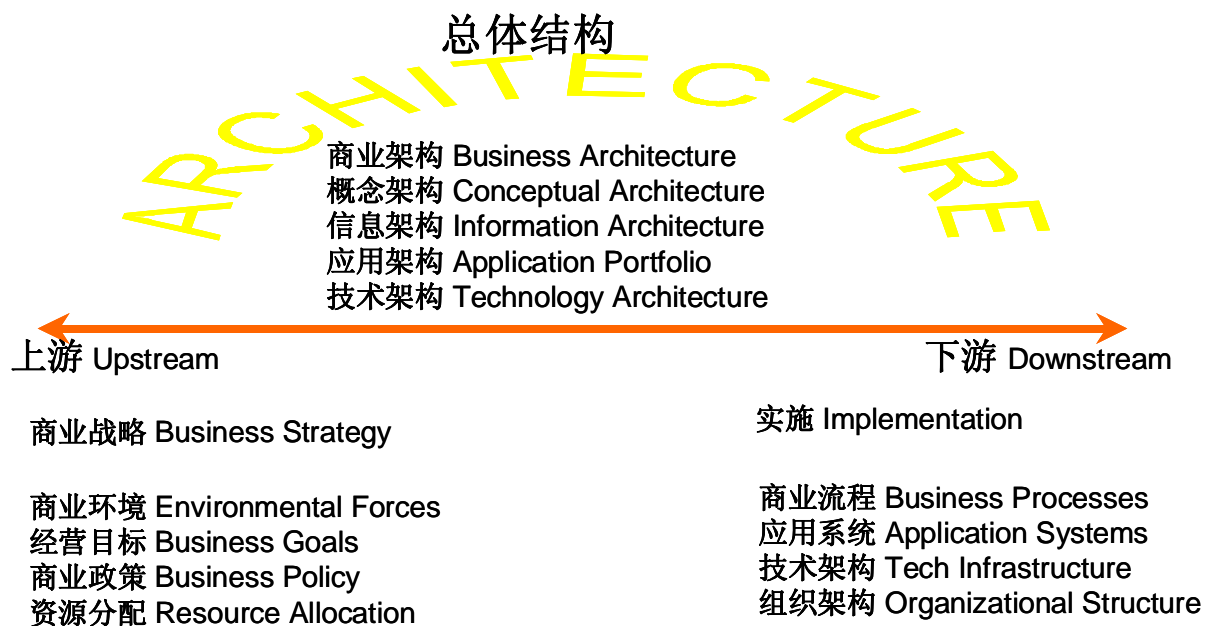 总体结构
ARCHITECTURE
商业架构 Business Architecture
概念架构 Conceptual Architecture
信息架构 Information Architecture
应用架构 Application Portfolio
技术架构 Technology Architecture
上游 Upstream
下游 Downstream
商业战略 Business Strategy
商业环境 Environmental Forces
经营目标 Business Goals
商业政策 Business Policy
资源分配 Resource Allocation
实施 Implementation
商业流程 Business Processes
应用系统 Application Systems
技术架构 Tech Infrastructure
组织架构 Organizational Structure